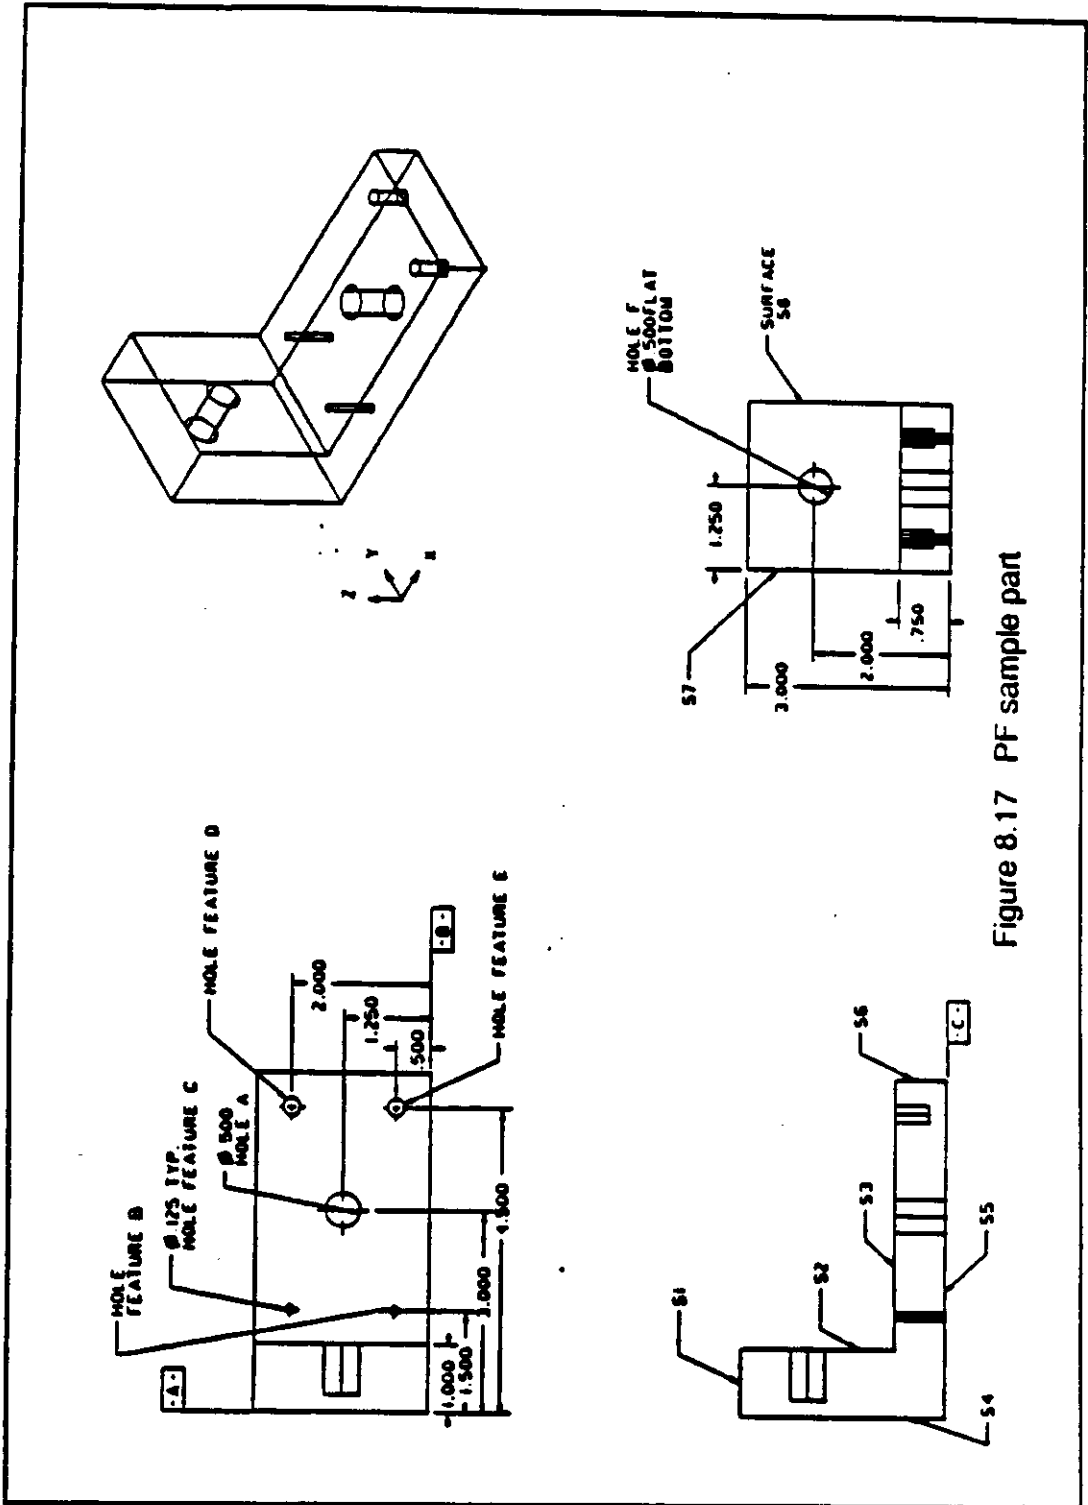 HOLE
FEATURE B
Ø.125 TYP.
HOLE FEATURE C
Ø.500
HOLE A
HOLE FEATURE D
-A-
2.000
1.250
.500
-B-
HOLE FEATURE E
1.000
1.500
3.000
4.500
Z
Y
X
S1
S2
S3
S6
-C-
S4
S5
S7
1.250
HOLE F
Ø.500FLAT
BOTTOM
3.000
2.000
.750
SURFACE
S8
Figure 8.17 PF sample part